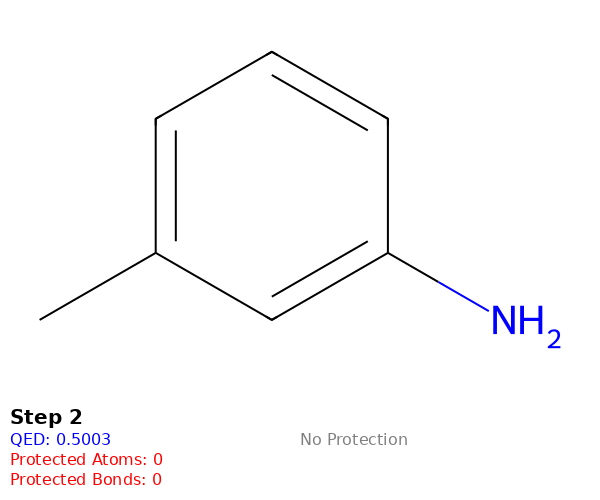 NH2
Step 2
QED: 0.5003
No Protection
Protected Atoms: 0
Protected Bonds: 0